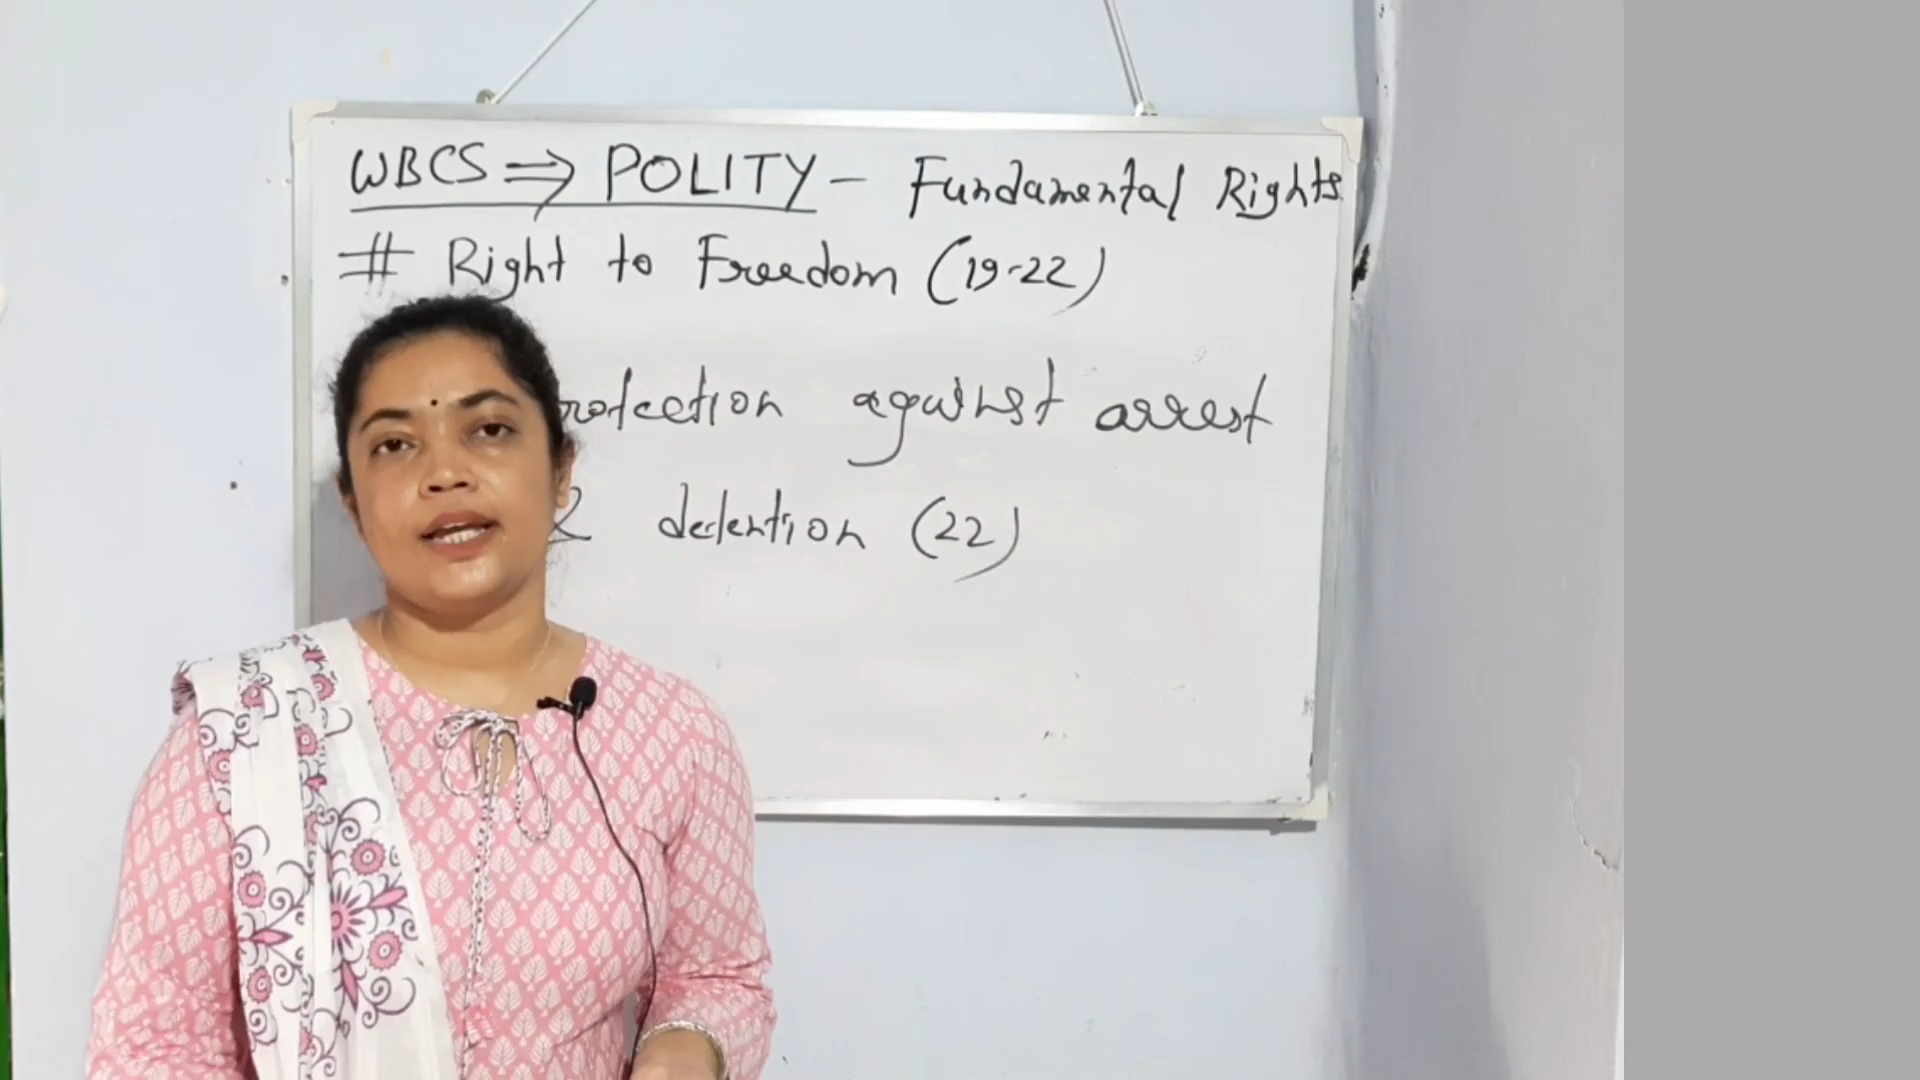 WBCS ⇒ POLITY - Fundamental Rights
# Right to Freedom (19-22)
rotection against arrest
& detention (22)